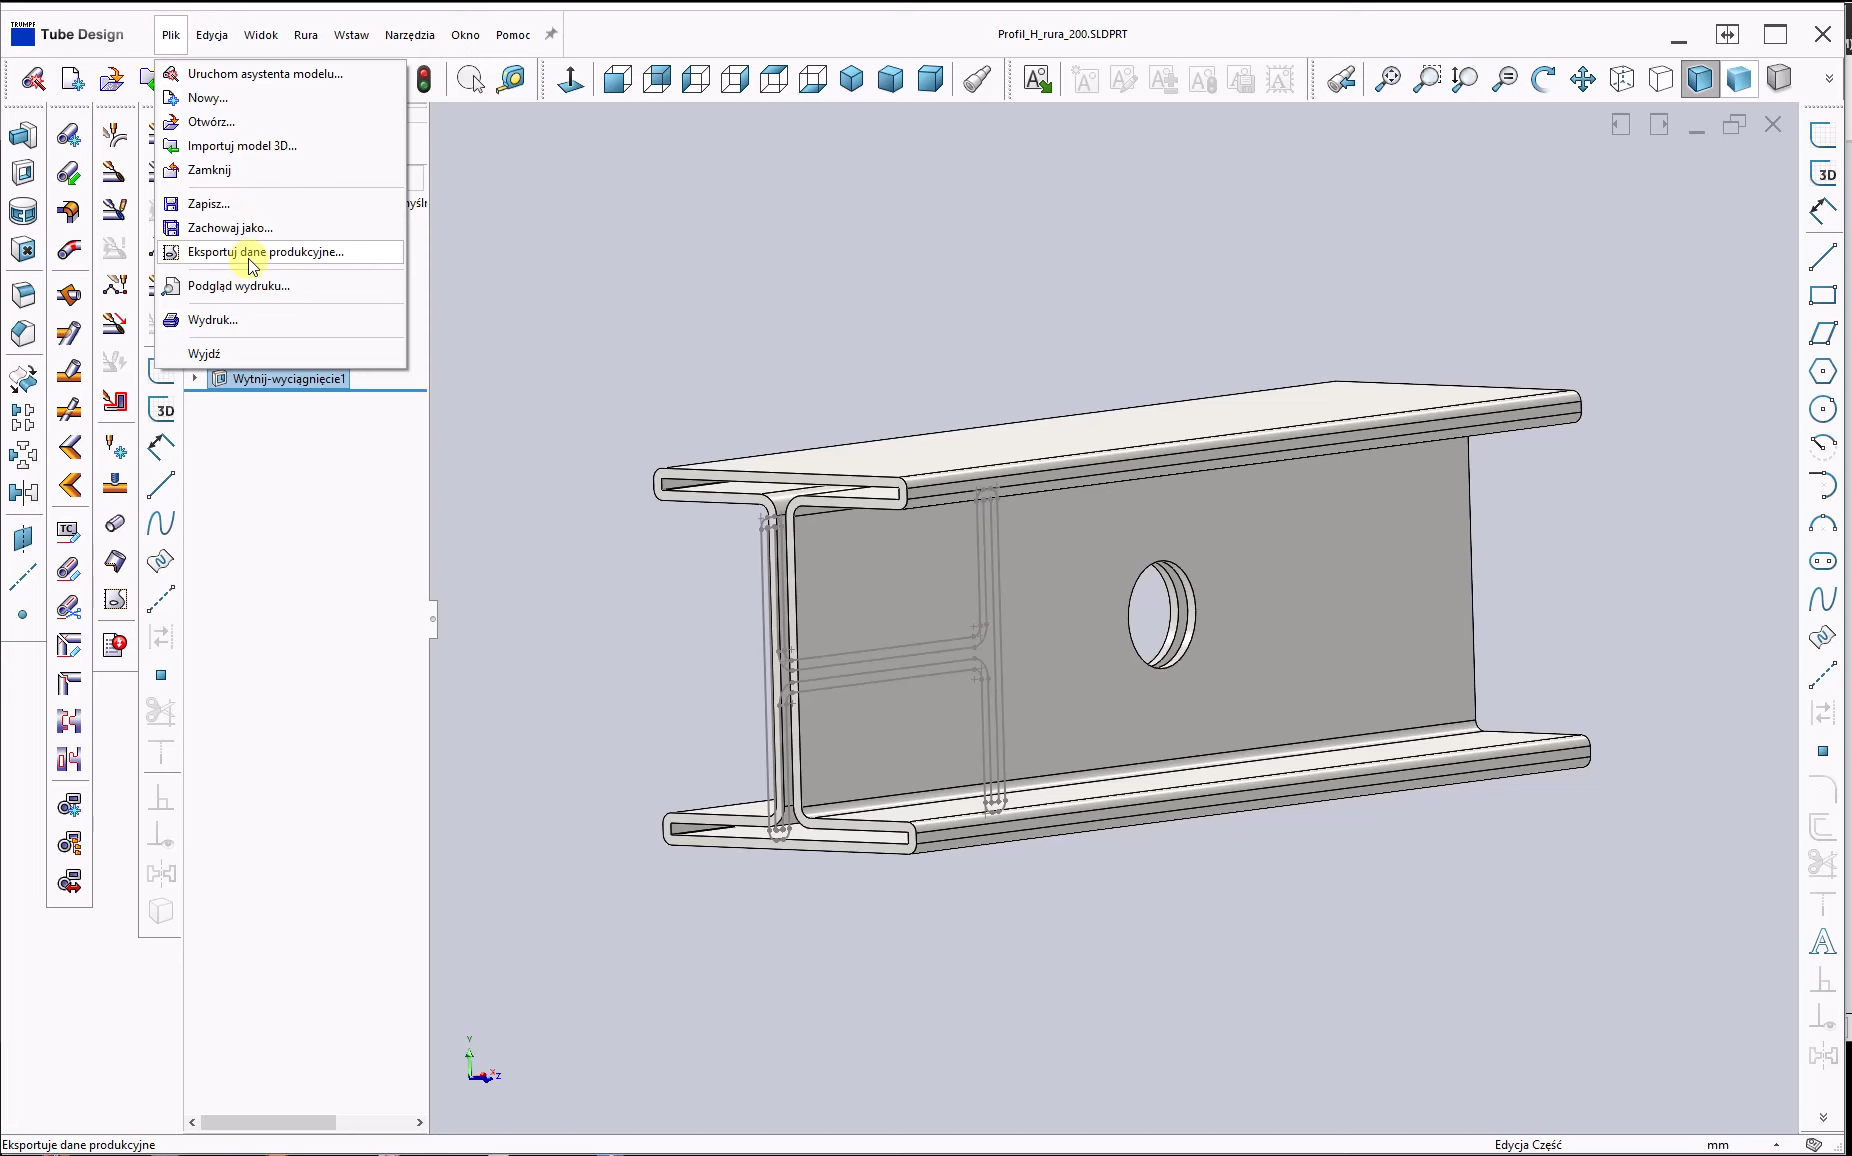 TRUMPF
Tube Design
Plik Edycja Widok Rura Wstaw Narzędzia Okno Pomoc
Profil_H_rura_200.SLDPRT
Uruchom asystenta modelu...
Nowy...
Otwórz...
Importuj model 3D...
Zamknij
Zapisz...
Zachowaj jako...
Eksportuj dane produkcyjne...
Podgląd wydruku...
Wydruk...
Wyjdź
Wytnij-wyciągnięcie1
3D
3D
TC
Y
X
Z
Eksportuje dane produkcyjne
Edycja Część
mm